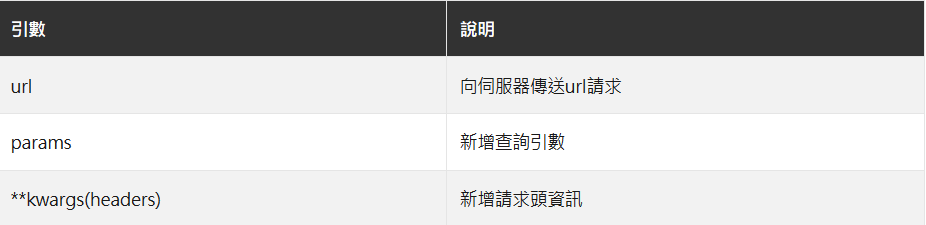 引數 說明
url 向伺服器傳送url請求
params 新增查詢引數
**kwargs(headers) 新增請求頭資訊